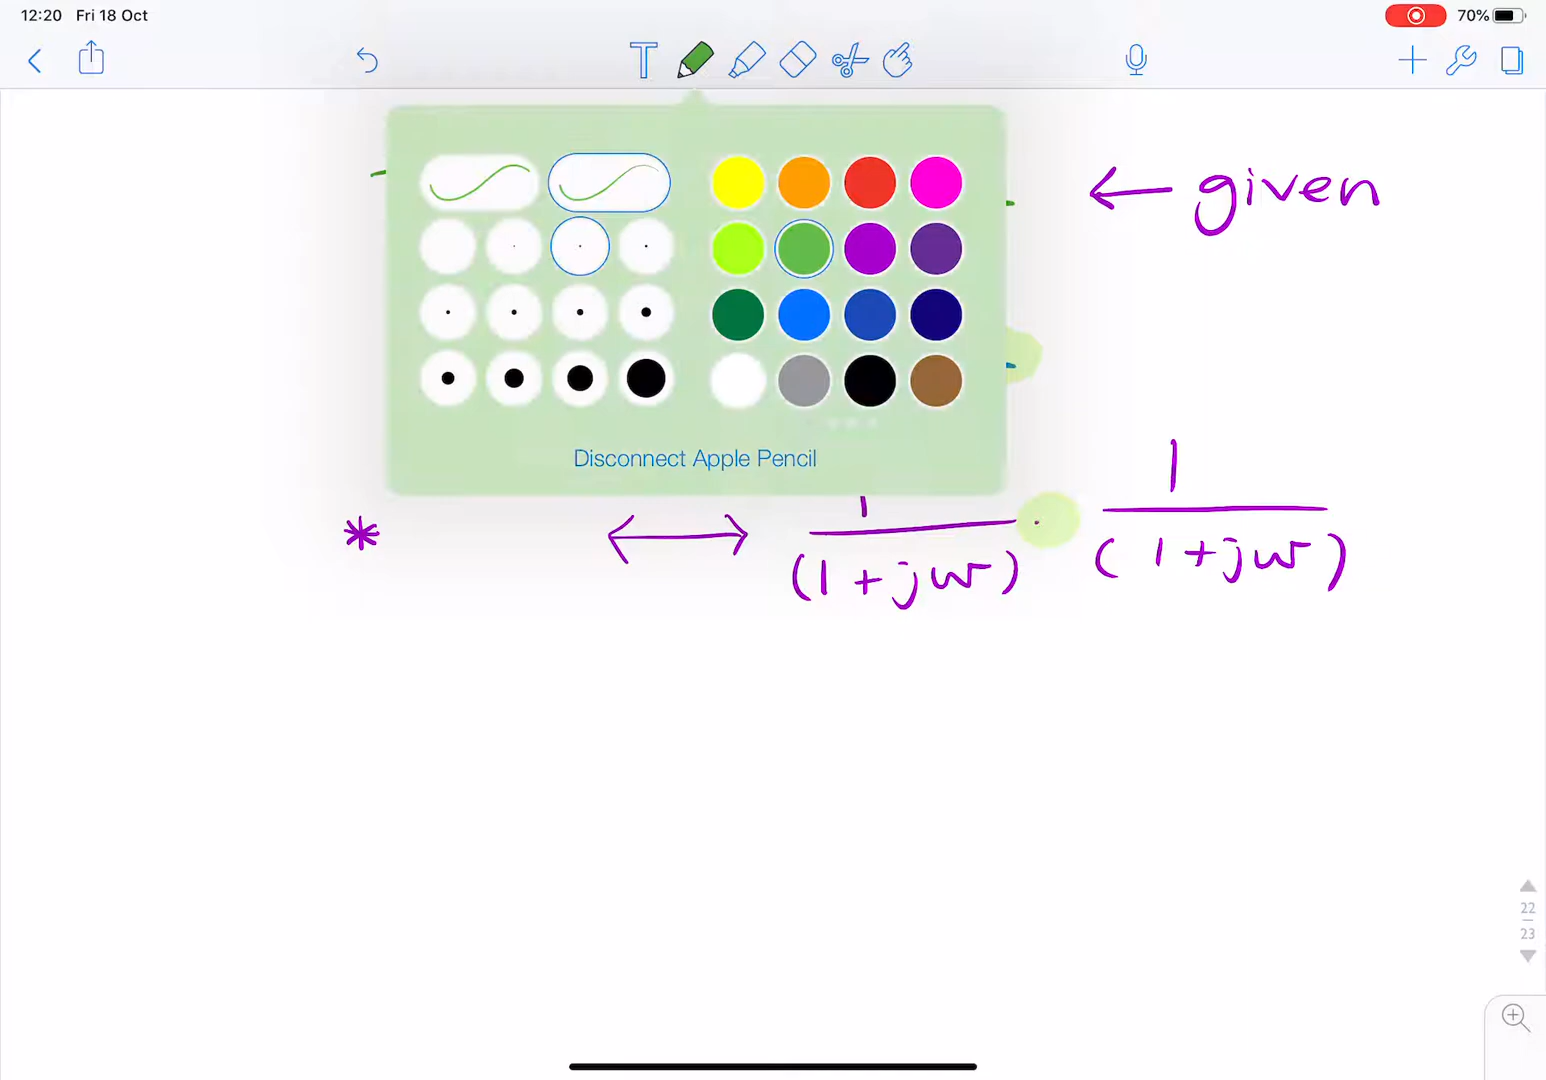 12:20 Fri 18 Oct 70%
T
← given
Disconnect Apple Pencil
* ↔ 1/(1+jw) · 1/(1+jw)
22
23